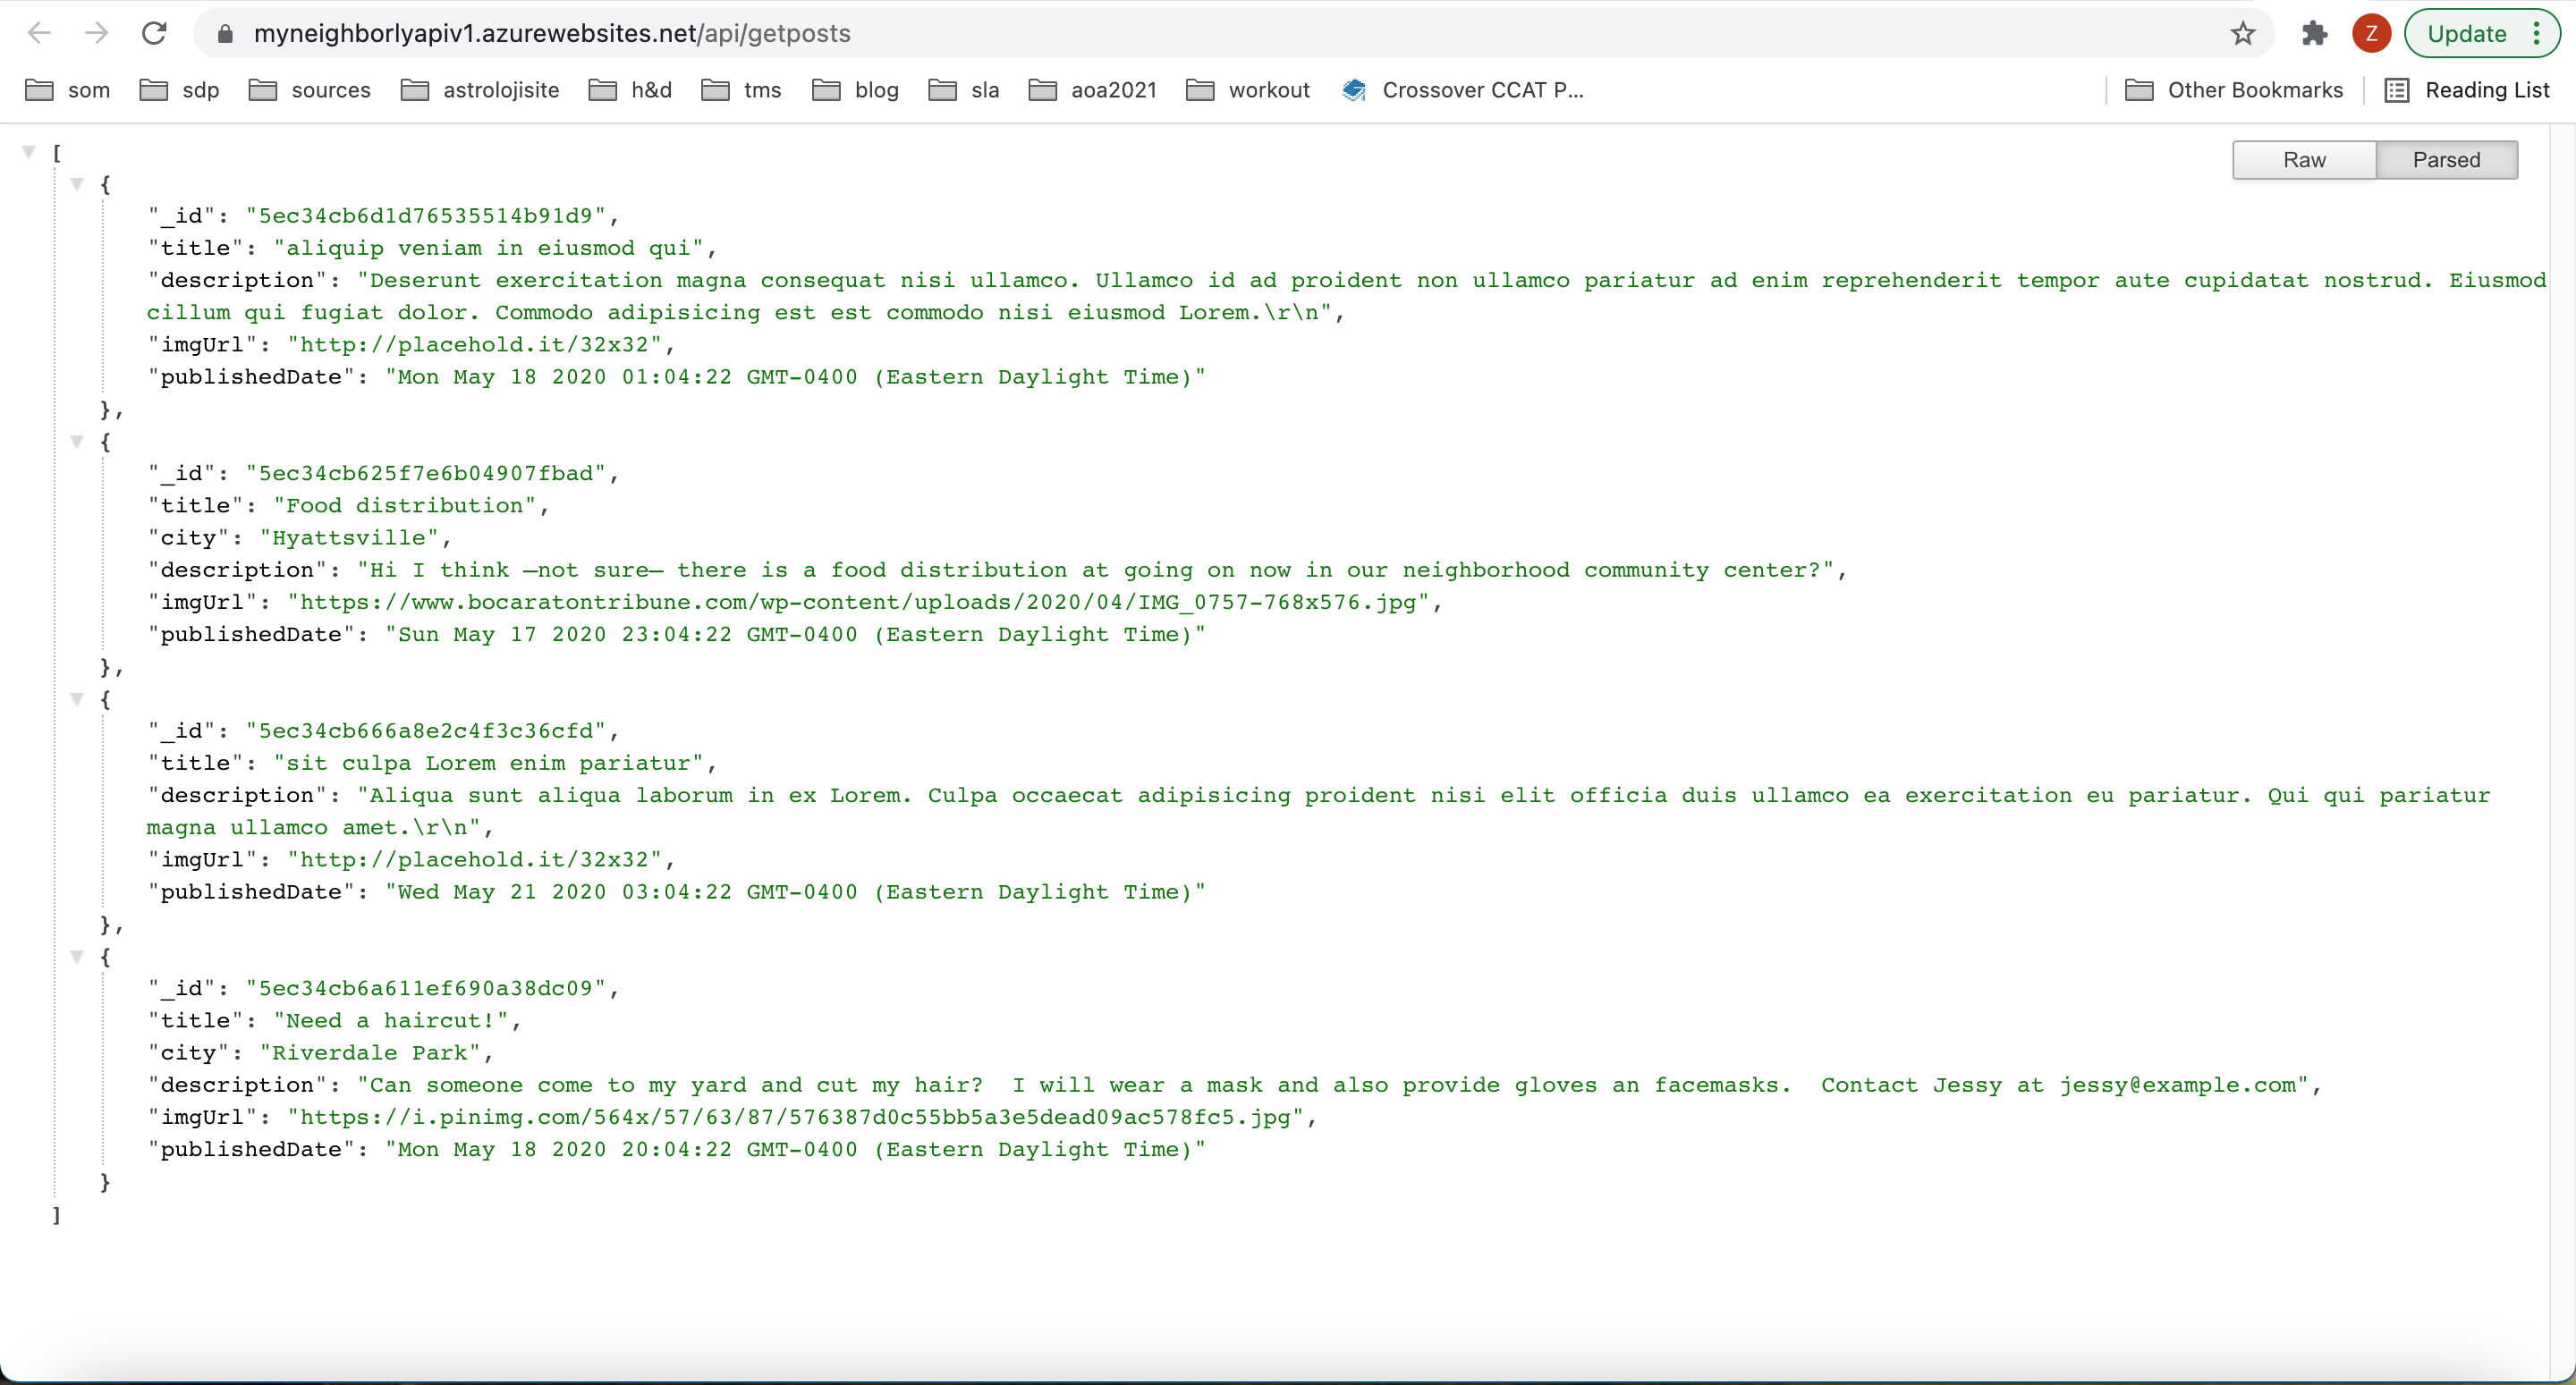 myneighborlyapiv1.azurewebsites.net/api/getposts
Z
Update
som
sdp
sources
astrolojisite
h&d
tms
blog
sla
aoa2021
workout
Crossover CCAT P...
Other Bookmarks
Reading List
Raw
Parsed
[
{
"_id": "5ec34cb6d1d76535514b91d9",
"title": "aliquip veniam in eiusmod qui",
"description": "Deserunt exercitation magna consequat nisi ullamco. Ullamco id ad proident non ullamco pariatur ad enim reprehenderit tempor aute cupidatat nostrud. Eiusmod
cillum qui fugiat dolor. Commodo adipisicing est est commodo nisi eiusmod Lorem.\r\n",
"imgUrl": "http://placehold.it/32x32",
"publishedDate": "Mon May 18 2020 01:04:22 GMT-0400 (Eastern Daylight Time)"
},
{
"_id": "5ec34cb625f7e6b04907fbad",
"title": "Food distribution",
"city": "Hyattsville",
"description": "Hi I think —not sure— there is a food distribution at going on now in our neighborhood community center?",
"imgUrl": "https://www.bocaratontribune.com/wp-content/uploads/2020/04/IMG_0757-768x576.jpg",
"publishedDate": "Sun May 17 2020 23:04:22 GMT-0400 (Eastern Daylight Time)"
},
{
"_id": "5ec34cb666a8e2c4f3c36cfd",
"title": "sit culpa Lorem enim pariatur",
"description": "Aliqua sunt aliqua laborum in ex Lorem. Culpa occaecat adipisicing proident nisi elit officia duis ullamco ea exercitation eu pariatur. Qui qui pariatur
magna ullamco amet.\r\n",
"imgUrl": "http://placehold.it/32x32",
"publishedDate": "Wed May 21 2020 03:04:22 GMT-0400 (Eastern Daylight Time)"
},
{
"_id": "5ec34cb6a611ef690a38dc09",
"title": "Need a haircut!",
"city": "Riverdale Park",
"description": "Can someone come to my yard and cut my hair?  I will wear a mask and also provide gloves an facemasks.  Contact Jessy at jessy@example.com",
"imgUrl": "https://i.pinimg.com/564x/57/63/87/576387d0c55bb5a3e5dead09ac578fc5.jpg",
"publishedDate": "Mon May 18 2020 20:04:22 GMT-0400 (Eastern Daylight Time)"
}
]